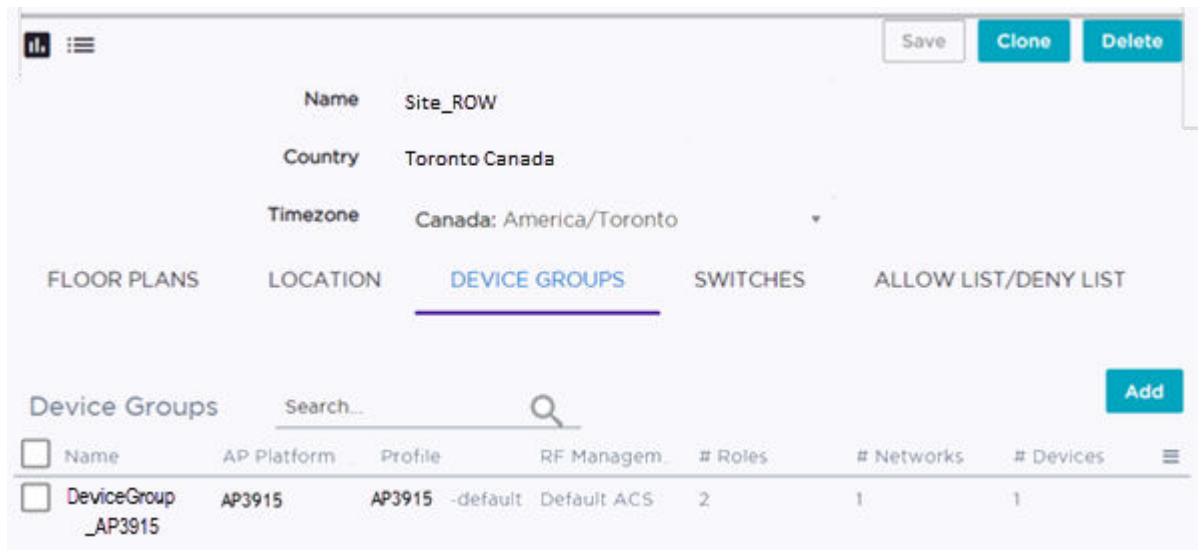 Save Clone Delete
Name Site_ROW
Country Toronto Canada
Timezone Canada: America/Toronto
FLOOR PLANS LOCATION DEVICE GROUPS SWITCHES ALLOW LIST/DENY LIST
Add
Device Groups Search...
Name AP Platform Profile RF Managem... # Roles # Networks # Devices
DeviceGroup AP3915 AP3915 -default Default ACS 2 1 1
_AP3915